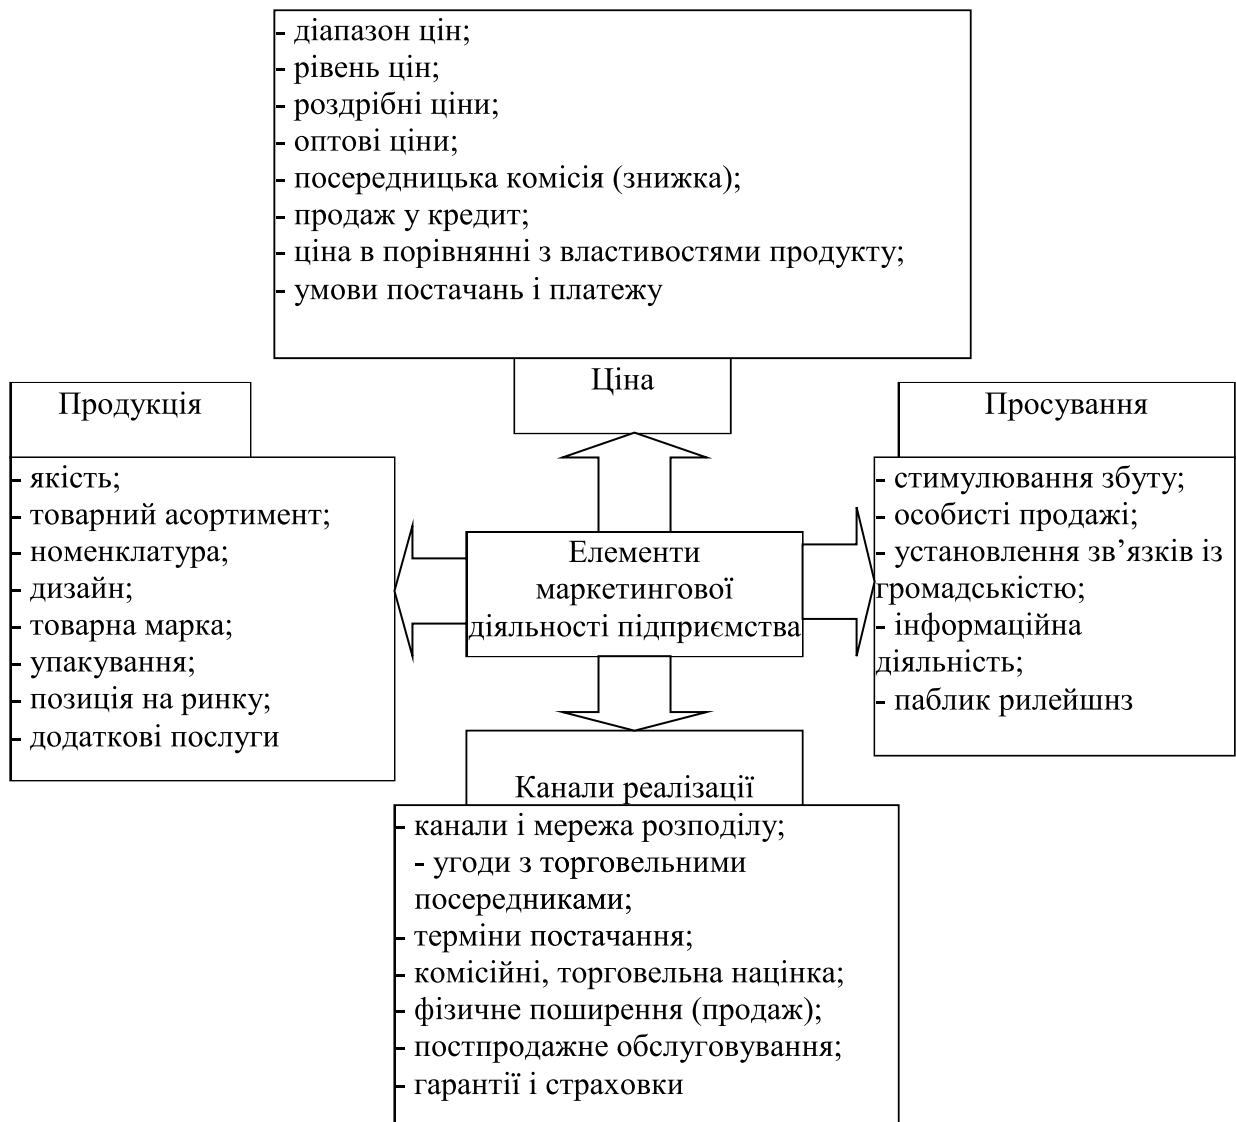 - діапазон цін;
- рівень цін;
- роздрібні ціни;
- оптові ціни;
- посередницька комісія (знижка);
- продаж у кредит;
- ціна в порівнянні з властивостями продукту;
- умови постачань і платежу
Ціна
Продукція
- якість;
- товарний асортимент;
- номенклатура;
- дизайн;
- товарна марка;
- упакування;
- позиція на ринку;
- додаткові послуги
Елементи
маркетингової
діяльності підприємства
Просування
- стимулювання збуту;
- особисті продажі;
- установлення зв’язків із
громадськістю;
- інформаційна
діяльність;
- паблик рилейшнз
Канали реалізації
- канали і мережа розподілу;
- угоди з торговельними
посередниками;
- терміни постачання;
- комісійні, торговельна націнка;
- фізичне поширення (продаж);
- постпродажне обслуговування;
- гарантії і страховки